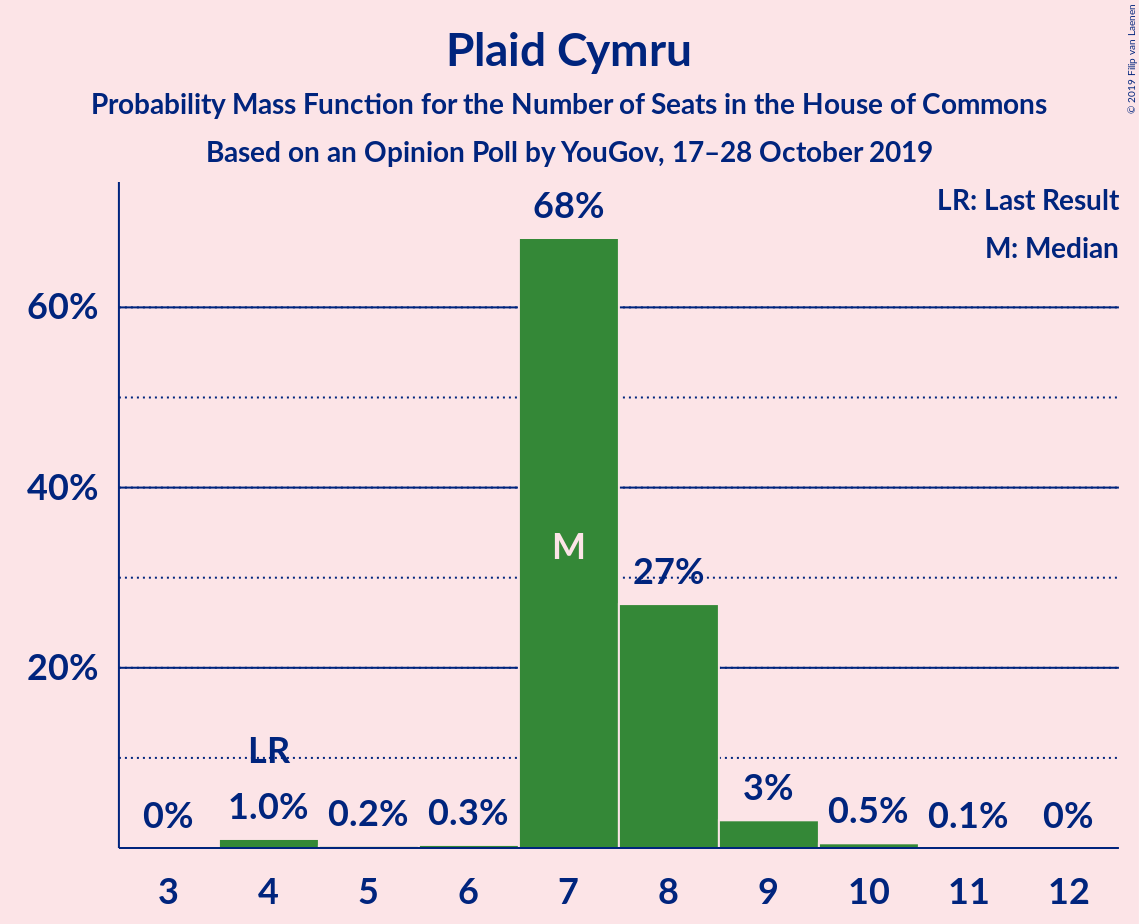 Plaid Cymru
Probability Mass Function for the Number of Seats in the House of Commons
Based on an Opinion Poll by YouGov, 17–28 October 2019
© 2019 Filip van Laenen
LR: Last Result
M: Median
60%
40%
20%
0%
LR
1.0%
0.2%
0.3%
68%
M
27%
3%
0.5%
0.1%
0%
3 4 5 6 7 8 9 10 11 12